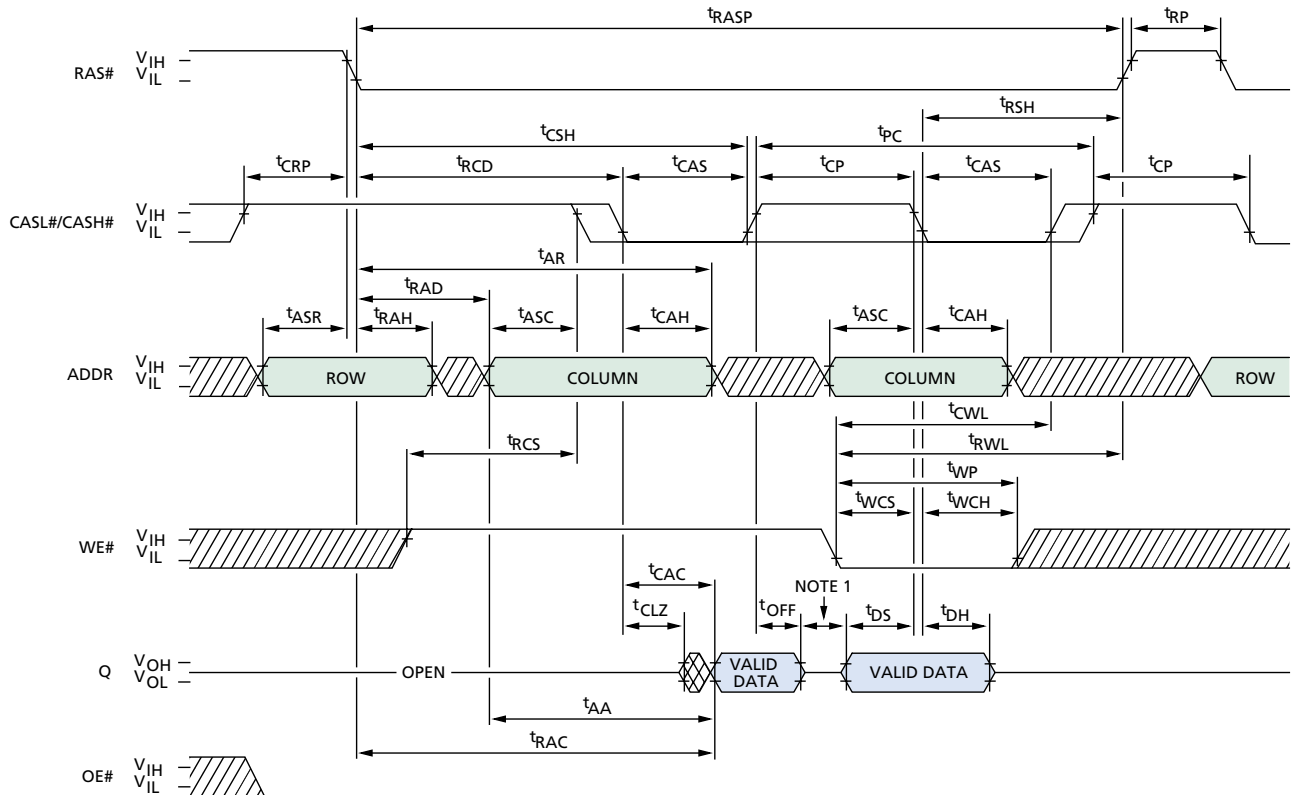 tRASP tRP
RAS# VIH VIL
tRSH
tCSH tPC
tCRP tRCD tCAS tCP tCAS tCP
CASL#/CASH# VIH VIL
tAR
tRAD
tASR tRAH tASC tCAH tASC tCAH
ADDR VIH VIL ROW COLUMN COLUMN ROW
tCWL
tRCS tRWL
tWP
tWCS tWCH
WE# VIH VIL
tCAC NOTE 1
tCLZ tOFF tDS tDH
Q VOH VOL OPEN VALID DATA VALID DATA
tAA
tRAC
OE# VIH VIL